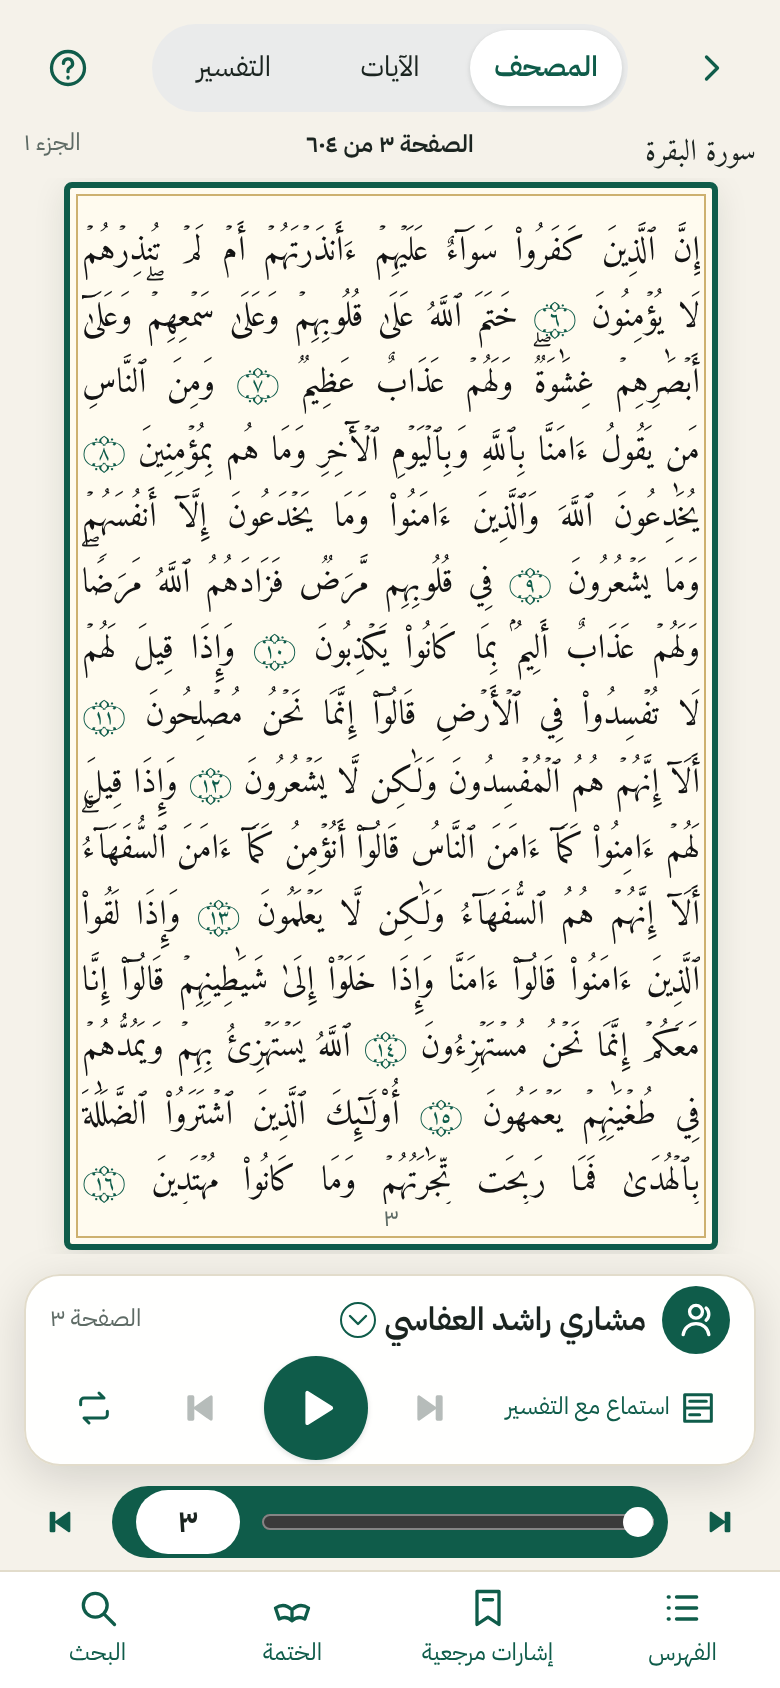 المصحف الآيات التفسير
سورة البقرة الصفحة ٣ من ٦٠٤ الجزء ١
إِنَّ ٱلَّذِينَ كَفَرُوا۟ سَوَآءٌ عَلَيْهِمْ ءَأَنذَرْتَهُمْ أَمْ لَمْ تُنذِرْهُمْ
لَا يُؤْمِنُونَ ٦ خَتَمَ ٱللَّهُ عَلَىٰ قُلُوبِهِمْ وَعَلَىٰ سَمْعِهِمْ ۖ وَعَلَىٰٓ
أَبْصَـٰرِهِمْ غِشَـٰوَةٌ ۖ وَلَهُمْ عَذَابٌ عَظِيمٌ ٧ وَمِنَ ٱلنَّاسِ
مَن يَقُولُ ءَامَنَّا بِٱللَّهِ وَبِٱلْيَوْمِ ٱلْـَٔاخِرِ وَمَا هُم بِمُؤْمِنِينَ ٨
يُخَـٰدِعُونَ ٱللَّهَ وَٱلَّذِينَ ءَامَنُوا۟ وَمَا يَخْدَعُونَ إِلَّآ أَنفُسَهُمْ
وَمَا يَشْعُرُونَ ٩ فِى قُلُوبِهِم مَّرَضٌ فَزَادَهُمُ ٱللَّهُ مَرَضًا ۖ
وَلَهُمْ عَذَابٌ أَلِيمٌۢ بِمَا كَانُوا۟ يَكْذِبُونَ ١٠ وَإِذَا قِيلَ لَهُمْ
لَا تُفْسِدُوا۟ فِى ٱلْأَرْضِ قَالُوٓا۟ إِنَّمَا نَحْنُ مُصْلِحُونَ ١١
أَلَآ إِنَّهُمْ هُمُ ٱلْمُفْسِدُونَ وَلَـٰكِن لَّا يَشْعُرُونَ ١٢ وَإِذَا قِيلَ
لَهُمْ ءَامِنُوا۟ كَمَآ ءَامَنَ ٱلنَّاسُ قَالُوٓا۟ أَنُؤْمِنُ كَمَآ ءَامَنَ ٱلسُّفَهَآءُ ۗ
أَلَآ إِنَّهُمْ هُمُ ٱلسُّفَهَآءُ وَلَـٰكِن لَّا يَعْلَمُونَ ١٣ وَإِذَا لَقُوا۟
ٱلَّذِينَ ءَامَنُوا۟ قَالُوٓا۟ ءَامَنَّا وَإِذَا خَلَوْا۟ إِلَىٰ شَيَـٰطِينِهِمْ قَالُوٓا۟ إِنَّا
مَعَكُمْ إِنَّمَا نَحْنُ مُسْتَهْزِءُونَ ١٤ ٱللَّهُ يَسْتَهْزِئُ بِهِمْ وَيَمُدُّهُمْ
فِى طُغْيَـٰنِهِمْ يَعْمَهُونَ ١٥ أُو۟لَـٰٓئِكَ ٱلَّذِينَ ٱشْتَرَوُا۟ ٱلضَّلَـٰلَةَ
بِٱلْهُدَىٰ فَمَا رَبِحَت تِّجَـٰرَتُهُمْ وَمَا كَانُوا۟ مُهْتَدِينَ ١٦
٣
مشاري راشد العفاسي الصفحة ٣
استماع مع التفسير
٣
الفهرس إشارات مرجعية الختمة البحث